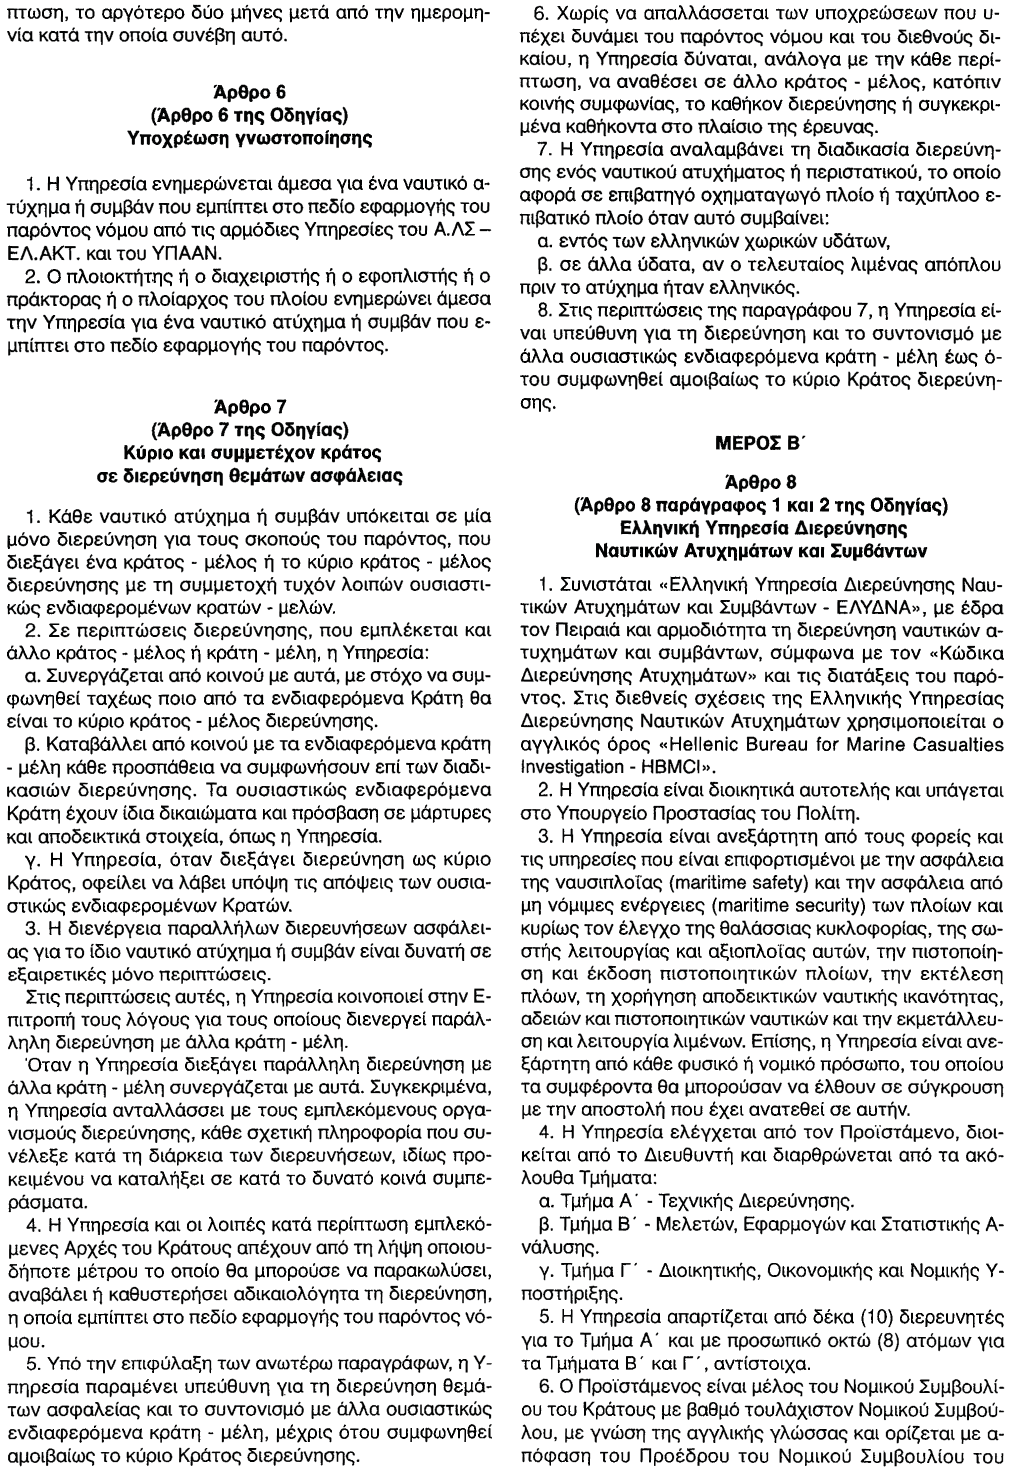 πτωση, το αργότερο δύο μήνες μετά από την ημερομη-
νία κατά την οποία συνέβη αυτό.
Άρθρο 6
(Άρθρο 6 της Οδηγίας)
Υποχρέωση γνωστοποίησης
1. Η Υπηρεσία ενημερώνεται άμεσα για ένα ναυτικό α-
τύχημα ή συμβάν που εμπίπτει στο πεδίο εφαρμογής του
παρόντος νόμου από τις αρμόδιες Υπηρεσίες του Α.ΛΣ –
ΕΛ.ΑΚΤ. και του ΥΠΑΑΝ.
2. Ο πλοιοκτήτης ή ο διαχειριστής ή ο εφοπλιστής ή ο
πράκτορας ή ο πλοίαρχος του πλοίου ενημερώνει άμεσα
την Υπηρεσία για ένα ναυτικό ατύχημα ή συμβάν που ε-
μπίπτει στο πεδίο εφαρμογής του παρόντος.
Άρθρο 7
(Άρθρο 7 της Οδηγίας)
Κύριο και συμμετέχον κράτος
σε διερεύνηση θεμάτων ασφάλειας
1. Κάθε ναυτικό ατύχημα ή συμβάν υπόκειται σε μία
μόνο διερεύνηση για τους σκοπούς του παρόντος, που
διεξάγει ένα κράτος - μέλος ή το κύριο κράτος - μέλος
διερεύνησης με τη συμμετοχή τυχόν λοιπών ουσιαστι-
κώς ενδιαφερομένων κρατών - μελών.
2. Σε περιπτώσεις διερεύνησης, που εμπλέκεται και
άλλο κράτος - μέλος ή κράτη - μέλη, η Υπηρεσία:
α. Συνεργάζεται από κοινού με αυτά, με στόχο να συμ-
φωνηθεί ταχέως ποιο από τα ενδιαφερόμενα Κράτη θα
είναι το κύριο κράτος - μέλος διερεύνησης.
β. Καταβάλλει από κοινού με τα ενδιαφερόμενα κράτη
- μέλη κάθε προσπάθεια να συμφωνήσουν επί των διαδι-
κασιών διερεύνησης. Τα ουσιαστικώς ενδιαφερόμενα
Κράτη έχουν ίδια δικαιώματα και πρόσβαση σε μάρτυρες
και αποδεικτικά στοιχεία, όπως η Υπηρεσία.
γ. Η Υπηρεσία, όταν διεξάγει διερεύνηση ως κύριο
Κράτος, οφείλει να λάβει υπόψη τις απόψεις των ουσια-
στικώς ενδιαφερομένων Κρατών.
3. Η διενέργεια παραλλήλων διερευνήσεων ασφάλει-
ας για το ίδιο ναυτικό ατύχημα ή συμβάν είναι δυνατή σε
εξαιρετικές μόνο περιπτώσεις.
Στις περιπτώσεις αυτές, η Υπηρεσία κοινοποιεί στην Ε-
πιτροπή τους λόγους για τους οποίους διενεργεί παράλ-
ληλη διερεύνηση με άλλα κράτη - μέλη.
Όταν η Υπηρεσία διεξάγει παράλληλη διερεύνηση με
άλλα κράτη - μέλη συνεργάζεται με αυτά. Συγκεκριμένα,
η Υπηρεσία ανταλλάσσει με τους εμπλεκόμενους οργα-
νισμούς διερεύνησης, κάθε σχετική πληροφορία που συ-
νέλεξε κατά τη διάρκεια των διερευνήσεων, ιδίως προ-
κειμένου να καταλήξει σε κατά το δυνατό κοινά συμπε-
ράσματα.
4. Η Υπηρεσία και οι λοιπές κατά περίπτωση εμπλεκό-
μενες Αρχές του Κράτους απέχουν από τη λήψη οποιου-
δήποτε μέτρου το οποίο θα μπορούσε να παρακωλύσει,
αναβάλει ή καθυστερήσει αδικαιολόγητα τη διερεύνηση,
η οποία εμπίπτει στο πεδίο εφαρμογής του παρόντος νό-
μου.
5. Υπό την επιφύλαξη των ανωτέρω παραγράφων, η Υ-
πηρεσία παραμένει υπεύθυνη για τη διερεύνηση θεμά-
των ασφαλείας και το συντονισμό με άλλα ουσιαστικώς
ενδιαφερόμενα κράτη - μέλη, μέχρις ότου συμφωνηθεί
αμοιβαίως το κύριο Κράτος διερεύνησης.
6. Χωρίς να απαλλάσσεται των υποχρεώσεων που υ-
πέχει δυνάμει του παρόντος νόμου και του διεθνούς δι-
καίου, η Υπηρεσία δύναται, ανάλογα με την κάθε περί-
πτωση, να αναθέσει σε άλλο κράτος - μέλος, κατόπιν
κοινής συμφωνίας, το καθήκον διερεύνησης ή συγκεκρι-
μένα καθήκοντα στο πλαίσιο της έρευνας.
7. Η Υπηρεσία αναλαμβάνει τη διαδικασία διερεύνη-
σης ενός ναυτικού ατυχήματος ή περιστατικού, το οποίο
αφορά σε επιβατηγό οχηματαγωγό πλοίο ή ταχύπλοο ε-
πιβατικό πλοίο όταν αυτό συμβαίνει:
α. εντός των ελληνικών χωρικών υδάτων,
β. σε άλλα ύδατα, αν ο τελευταίος λιμένας απόπλου
πριν το ατύχημα ήταν ελληνικός.
8. Στις περιπτώσεις της παραγράφου 7, η Υπηρεσία εί-
ναι υπεύθυνη για τη διερεύνηση και το συντονισμό με
άλλα ουσιαστικώς ενδιαφερόμενα κράτη - μέλη έως ό-
του συμφωνηθεί αμοιβαίως το κύριο Κράτος διερεύνη-
σης.
ΜΕΡΟΣ Β΄
Άρθρο 8
(Άρθρο 8 παράγραφος 1 και 2 της Οδηγίας)
Ελληνική Υπηρεσία Διερεύνησης
Ναυτικών Ατυχημάτων και Συμβάντων
1. Συνιστάται «Ελληνική Υπηρεσία Διερεύνησης Ναυ-
τικών Ατυχημάτων και Συμβάντων - ΕΛΥΔΝΑ», με έδρα
τον Πειραιά και αρμοδιότητα τη διερεύνηση ναυτικών α-
τυχημάτων και συμβάντων, σύμφωνα με τον «Κώδικα
Διερεύνησης Ατυχημάτων» και τις διατάξεις του παρό-
ντος. Στις διεθνείς σχέσεις της Ελληνικής Υπηρεσίας
Διερεύνησης Ναυτικών Ατυχημάτων χρησιμοποιείται ο
αγγλικός όρος «Hellenic Bureau for Marine Casualties
Investigation - HBMCI».
2. Η Υπηρεσία είναι διοικητικά αυτοτελής και υπάγεται
στο Υπουργείο Προστασίας του Πολίτη.
3. Η Υπηρεσία είναι ανεξάρτητη από τους φορείς και
τις υπηρεσίες που είναι επιφορτισμένοι με την ασφάλεια
της ναυσιπλοΐας (maritime safety) και την ασφάλεια από
μη νόμιμες ενέργειες (maritime security) των πλοίων και
κυρίως τον έλεγχο της θαλάσσιας κυκλοφορίας, της σω-
στής λειτουργίας και αξιοπλοΐας αυτών, την πιστοποίη-
ση και έκδοση πιστοποιητικών πλοίων, την εκτέλεση
πλόων, τη χορήγηση αποδεικτικών ναυτικής ικανότητας,
αδειών και πιστοποιητικών ναυτικών και την εκμετάλλευ-
ση και λειτουργία λιμένων. Επίσης, η Υπηρεσία είναι ανε-
ξάρτητη από κάθε φυσικό ή νομικό πρόσωπο, του οποίου
τα συμφέροντα θα μπορούσαν να έλθουν σε σύγκρουση
με την αποστολή που έχει ανατεθεί σε αυτήν.
4. Η Υπηρεσία ελέγχεται από τον Προϊστάμενο, διοι-
κείται από το Διευθυντή και διαρθρώνεται από τα ακό-
λουθα Τμήματα:
α. Τμήμα Α΄ - Τεχνικής Διερεύνησης.
β. Τμήμα Β΄ - Μελετών, Εφαρμογών και Στατιστικής Α-
νάλυσης.
γ. Τμήμα Γ΄ - Διοικητικής, Οικονομικής και Νομικής Υ-
ποστήριξης.
5. Η Υπηρεσία απαρτίζεται από δέκα (10) διερευνητές
για το Τμήμα Α΄ και με προσωπικό οκτώ (8) ατόμων για
τα Τμήματα Β΄ και Γ΄, αντίστοιχα.
6. Ο Προϊστάμενος είναι μέλος του Νομικού Συμβουλί-
ου του Κράτους με βαθμό τουλάχιστον Νομικού Συμβού-
λου, με γνώση της αγγλικής γλώσσας και ορίζεται με α-
πόφαση του Προέδρου του Νομικού Συμβουλίου του